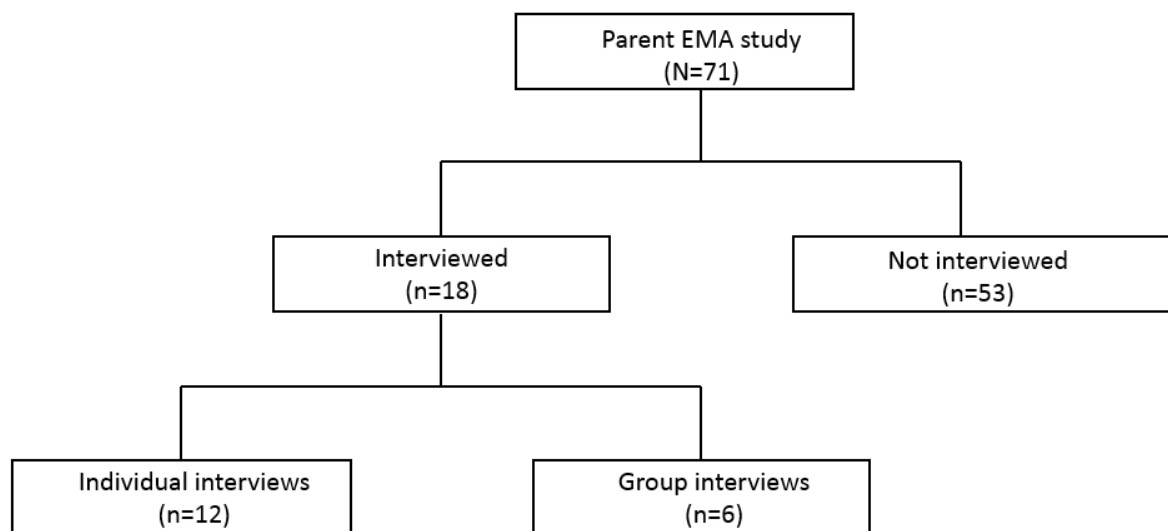 Parent EMA study
(N=71)
Interviewed
(n=18)
Not interviewed
(n=53)
Individual interviews
(n=12)
Group interviews
(n=6)